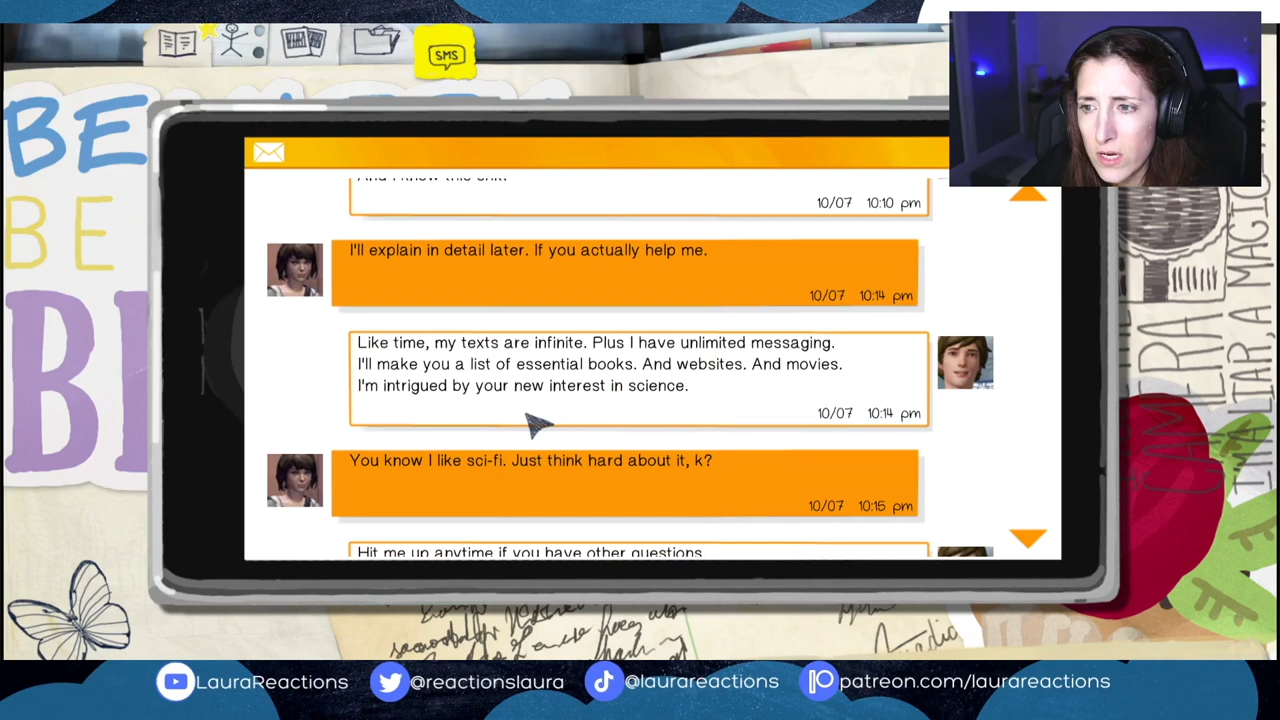 SMS
BE
BE
B
10/07 10:10 pm
I'll explain in detail later. If you actually help me.
10/07 10:14 pm
Like time, my texts are infinite. Plus I have unlimited messaging.
I'll make you a list of essential books. And websites. And movies.
I'm intrigued by your new interest in science.
10/07 10:14 pm
You know I like sci-fi. Just think hard about it, k?
10/07 10:15 pm
Hit me up anytime if you have other questions
CAMERA
LauraReactions
@reactionslaura
@laurareactions
patreon.com/laurareactions